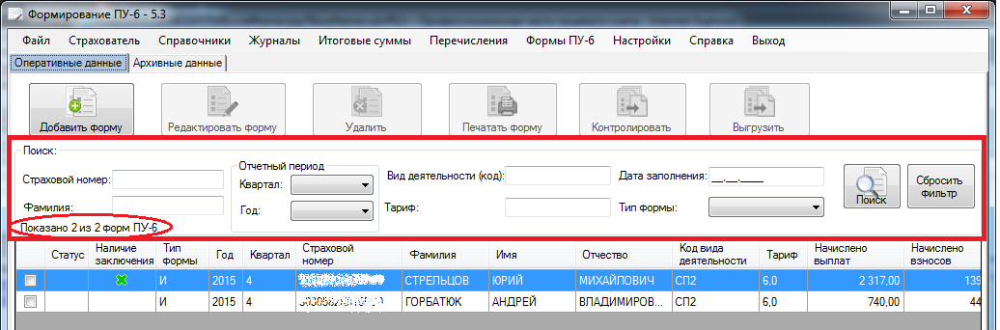 Формирование ПУ-6 - 5.3
Файл Страхователь Справочники Журналы Итоговые суммы Перечисления Формы ПУ-6 Настройки Справка Выход
Оперативные данные Архивные данные
Добавить форму Редактировать форму Удалить Печатать форму Контролировать Выгрузить
Поиск:
Отчетный период
Страховой номер: Квартал: Вид деятельности (код): Дата заполнения: __.__.____
Поиск Сбросить фильтр
Фамилия: Год: Тариф: Тип формы:
Показано 2 из 2 форм ПУ-6
Статус Наличие заключения Тип формы Год Квартал Страховой номер Фамилия Имя Отчество Код вида деятельности Тариф Начислено выплат Начислено взносов
И 2015 4 СТРЕЛЬЦОВ ЮРИЙ МИХАЙЛОВИЧ СП2 6,0 2 317,00 139
И 2015 4 ГОРБАТЮК АНДРЕЙ ВЛАДИМИРОВ... СП2 6,0 740,00 44